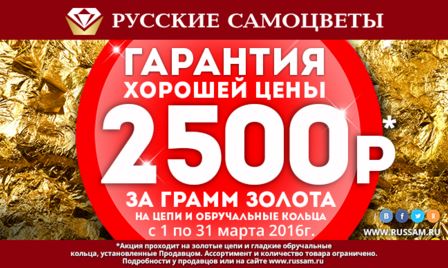 РУССКИЕ САМОЦВЕТЫ
ГАРАНТИЯ
ХОРОШЕЙ ЦЕНЫ
2500Р*
ЗА ГРАММ ЗОЛОТА
НА ЦЕПИ И ОБРУЧАЛЬНЫЕ КОЛЬЦА
с 1 по 31 марта 2016г.
WWW.RUSSAM.RU
*Акция проходит на золотые цепи и гладкие обручальные
кольца, установленные Продавцом. Ассортимент и количество товара ограничено.
Подробности у продавцов или на сайте www.russam.ru